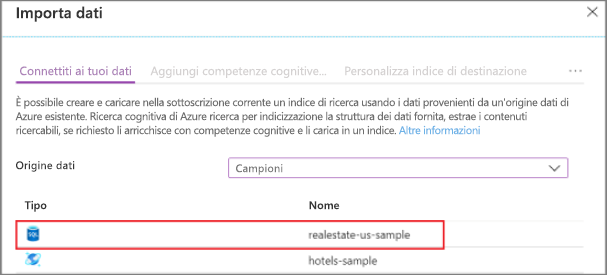 Importa dati
Connettiti ai tuoi dati Aggiungi competenze cognitive... Personalizza indice di destinazione ...
È possibile creare e caricare nella sottoscrizione corrente un indice di ricerca usando i dati provenienti da un'origine dati di
Azure esistente. Ricerca cognitiva di Azure ricerca per indicizzazione la struttura dei dati fornita, estrae i contenuti
ricercabili, se richiesto li arricchisce con competenze cognitive e li carica in un indice. Altre informazioni
Origine dati Campioni
Tipo Nome
SQL realestate-us-sample
hotels-sample